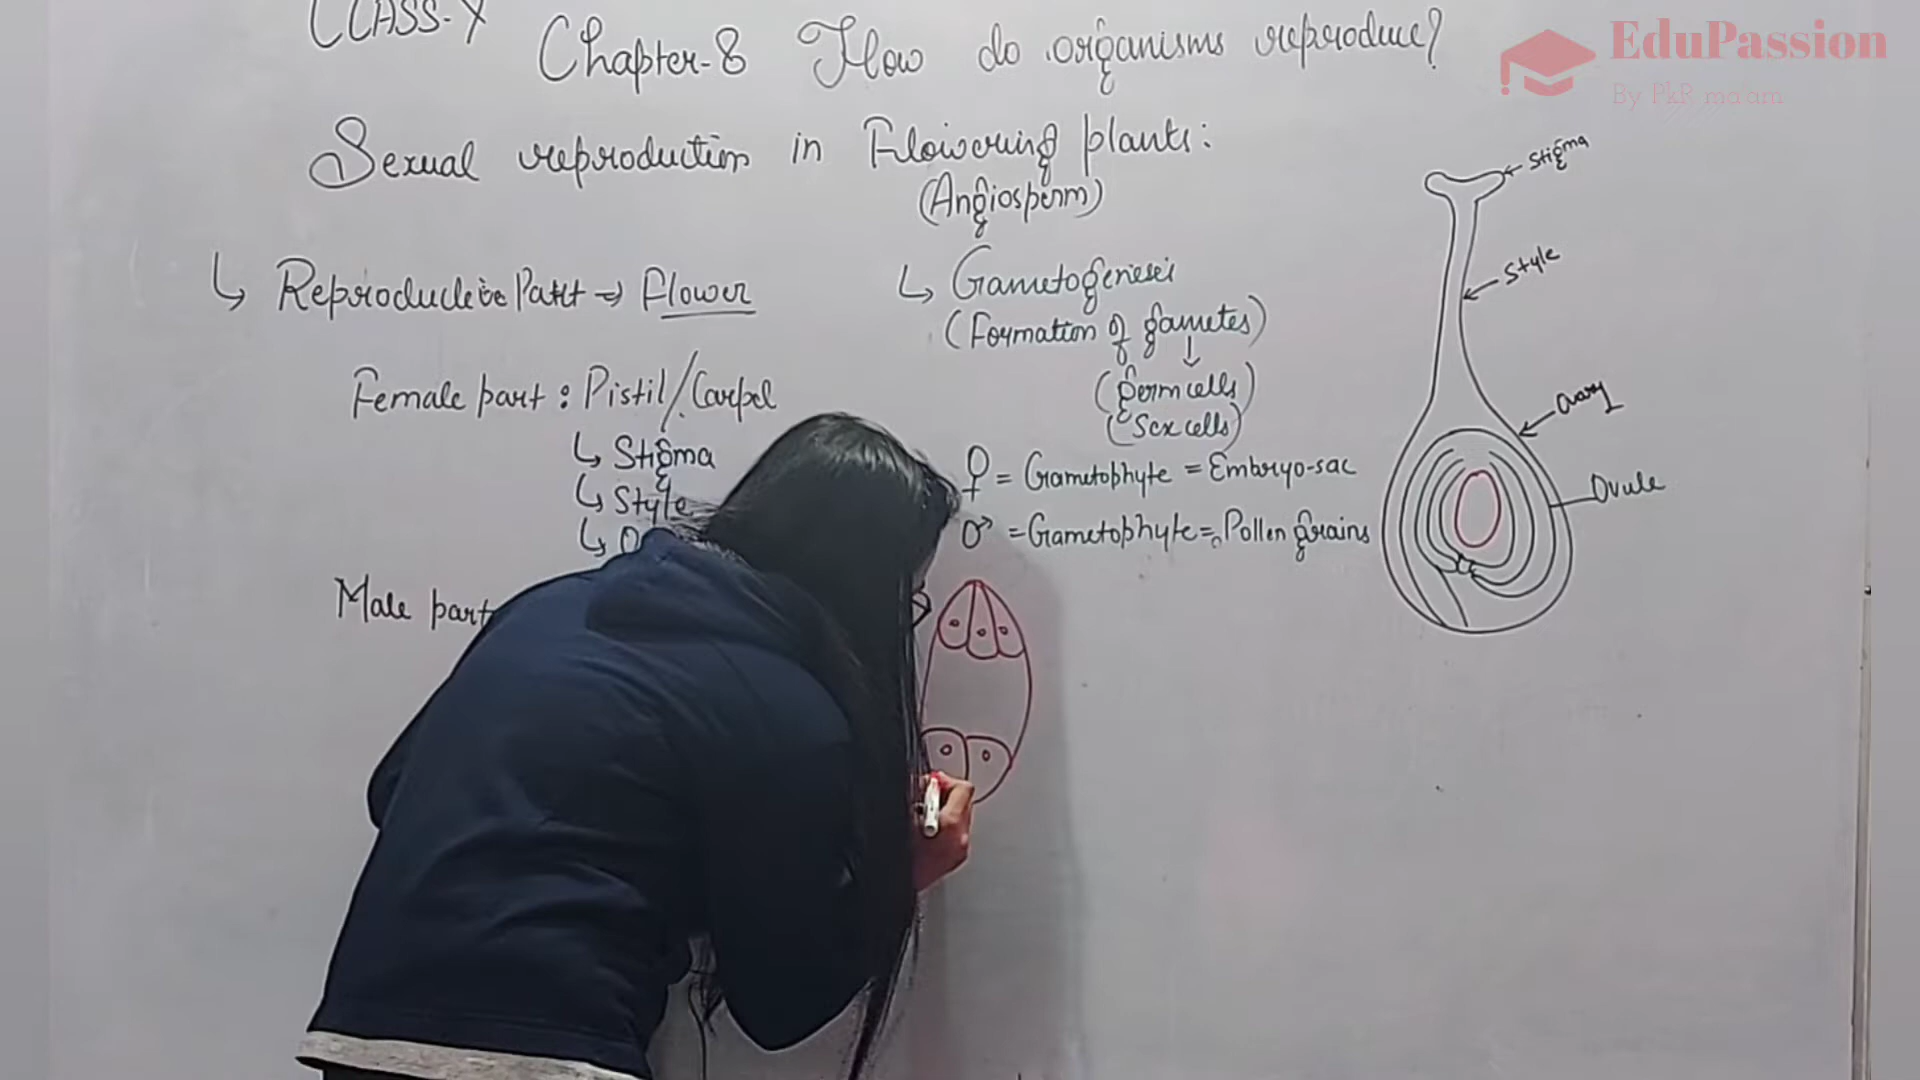 CLASS-X
Chapter-8 How do organisms reproduce?
EduPassion
By PkR ma'am
Sexual reproduction in Flowering plants:
(Angiosperm)
↳ Reproductive Part → Flower
Female part : Pistil/Carpel
↳ Stigma
↳ Style
↳ O
Male part
↳ Gametogenesis
(Formation of gametes)
↓
(germ cells)
(Sex cells)
♀ = Gametophyte = Embryo-sac
♂ = Gametophyte = Pollen grains
Stigma
Style
Ovary
Ovule